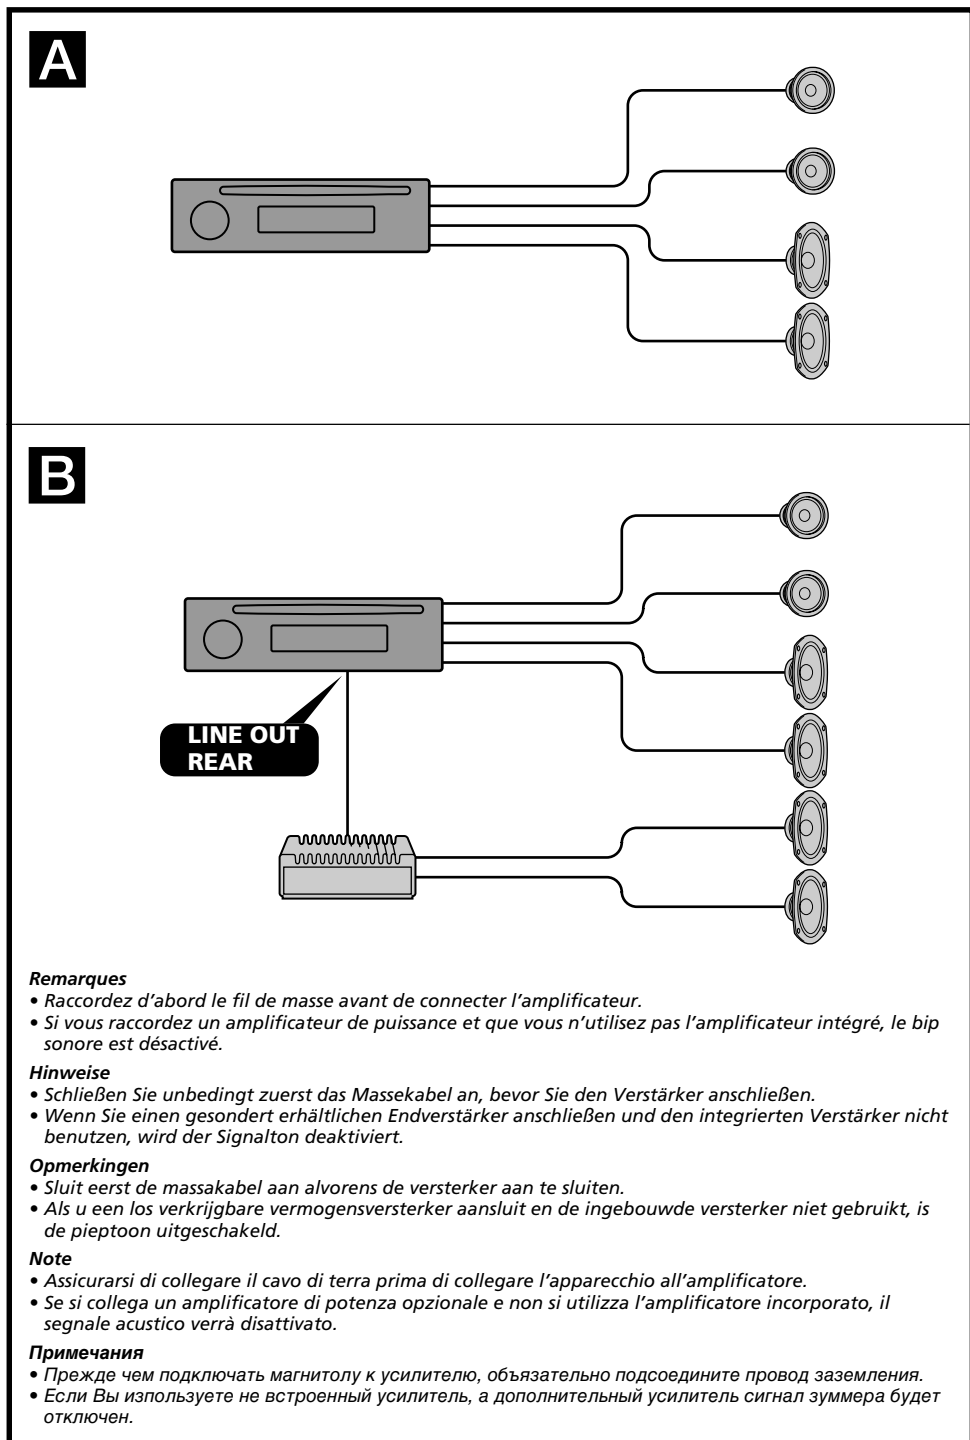 A
B
LINE OUT
REAR
Remarques
• Raccordez d’abord le fil de masse avant de connecter l’amplificateur.
• Si vous raccordez un amplificateur de puissance et que vous n’utilisez pas l’amplificateur intégré, le bip
sonore est désactivé.
Hinweise
• Schließen Sie unbedingt zuerst das Massekabel an, bevor Sie den Verstärker anschließen.
• Wenn Sie einen gesondert erhältlichen Endverstärker anschließen und den integrierten Verstärker nicht
benutzen, wird der Signalton deaktiviert.
Opmerkingen
• Sluit eerst de massakabel aan alvorens de versterker aan te sluiten.
• Als u een los verkrijgbare vermogensversterker aansluit en de ingebouwde versterker niet gebruikt, is
de pieptoon uitgeschakeld.
Note
• Assicurarsi di collegare il cavo di terra prima di collegare l’apparecchio all’amplificatore.
• Se si collega un amplificatore di potenza opzionale e non si utilizza l’amplificatore incorporato, il
segnale acustico verrà disattivato.
Примечания
• Прежде чем подключать магнитолу к усилителю, объязательно подсоедините провод заземления.
• Если Вы изпользуете не встроенный усилитель, а дополнительный усилитель сигнал зуммера будет
отключен.